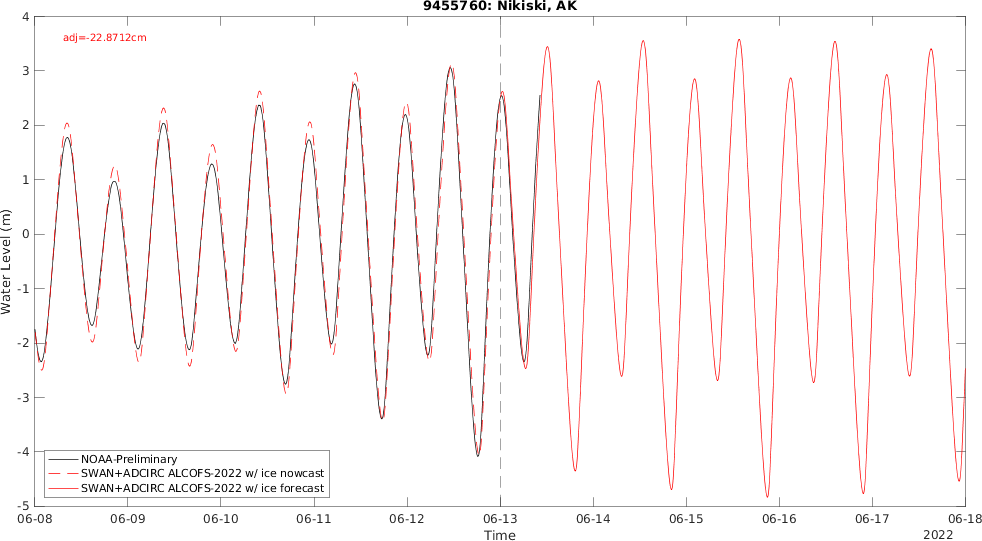 9455760: Nikiski, AK
adj=-22.8712cm
4
3
2
1
0
-1
-2
-3
-4
-5
Water Level (m)
NOAA-Preliminary
SWAN+ADCIRC ALCOFS-2022 w/ ice nowcast
SWAN+ADCIRC ALCOFS-2022 w/ ice forecast
06-08 06-09 06-10 06-11 06-12 06-13 06-14 06-15 06-16 06-17 06-18
Time
2022